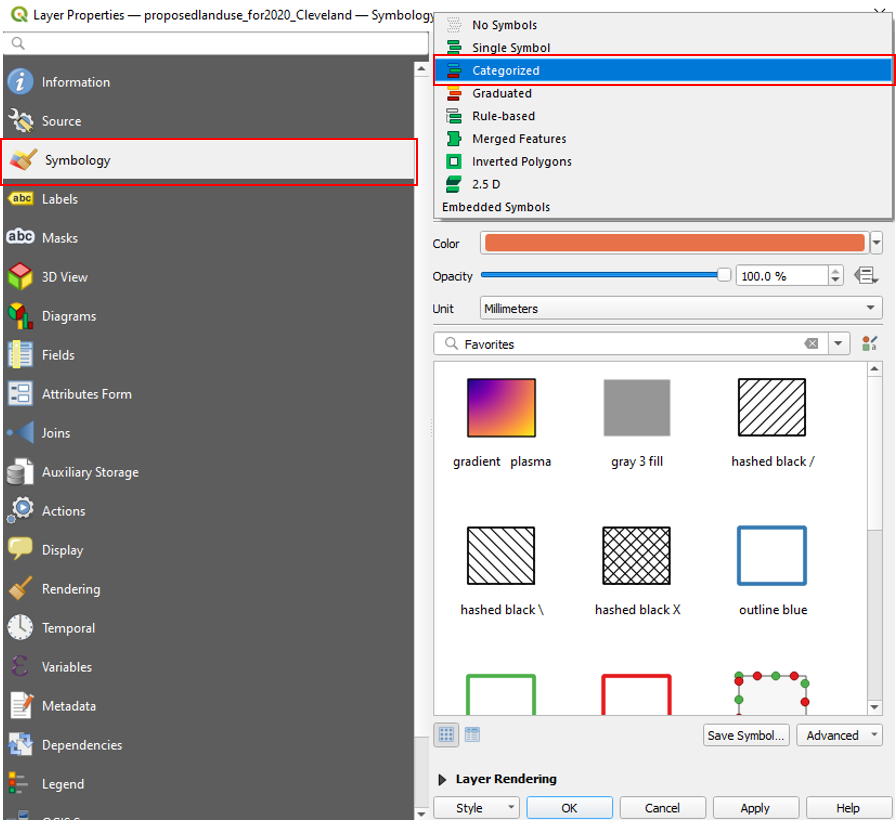 Layer Properties — proposedlanduse_for2020_Cleveland — Symbology
Information
Source
Symbology
abc Labels
abc Masks
3D View
Diagrams
Fields
Attributes Form
Joins
Auxiliary Storage
Actions
Display
Rendering
Temporal
Variables
Metadata
Dependencies
Legend
No Symbols
Single Symbol
Categorized
Graduated
Rule-based
Merged Features
Inverted Polygons
2.5 D
Embedded Symbols
Color
Opacity 100.0 %
Unit Millimeters
Favorites
gradient plasma
gray 3 fill
hashed black /
hashed black \
hashed black X
outline blue
Save Symbol...
Advanced
Layer Rendering
Style
OK
Cancel
Apply
Help